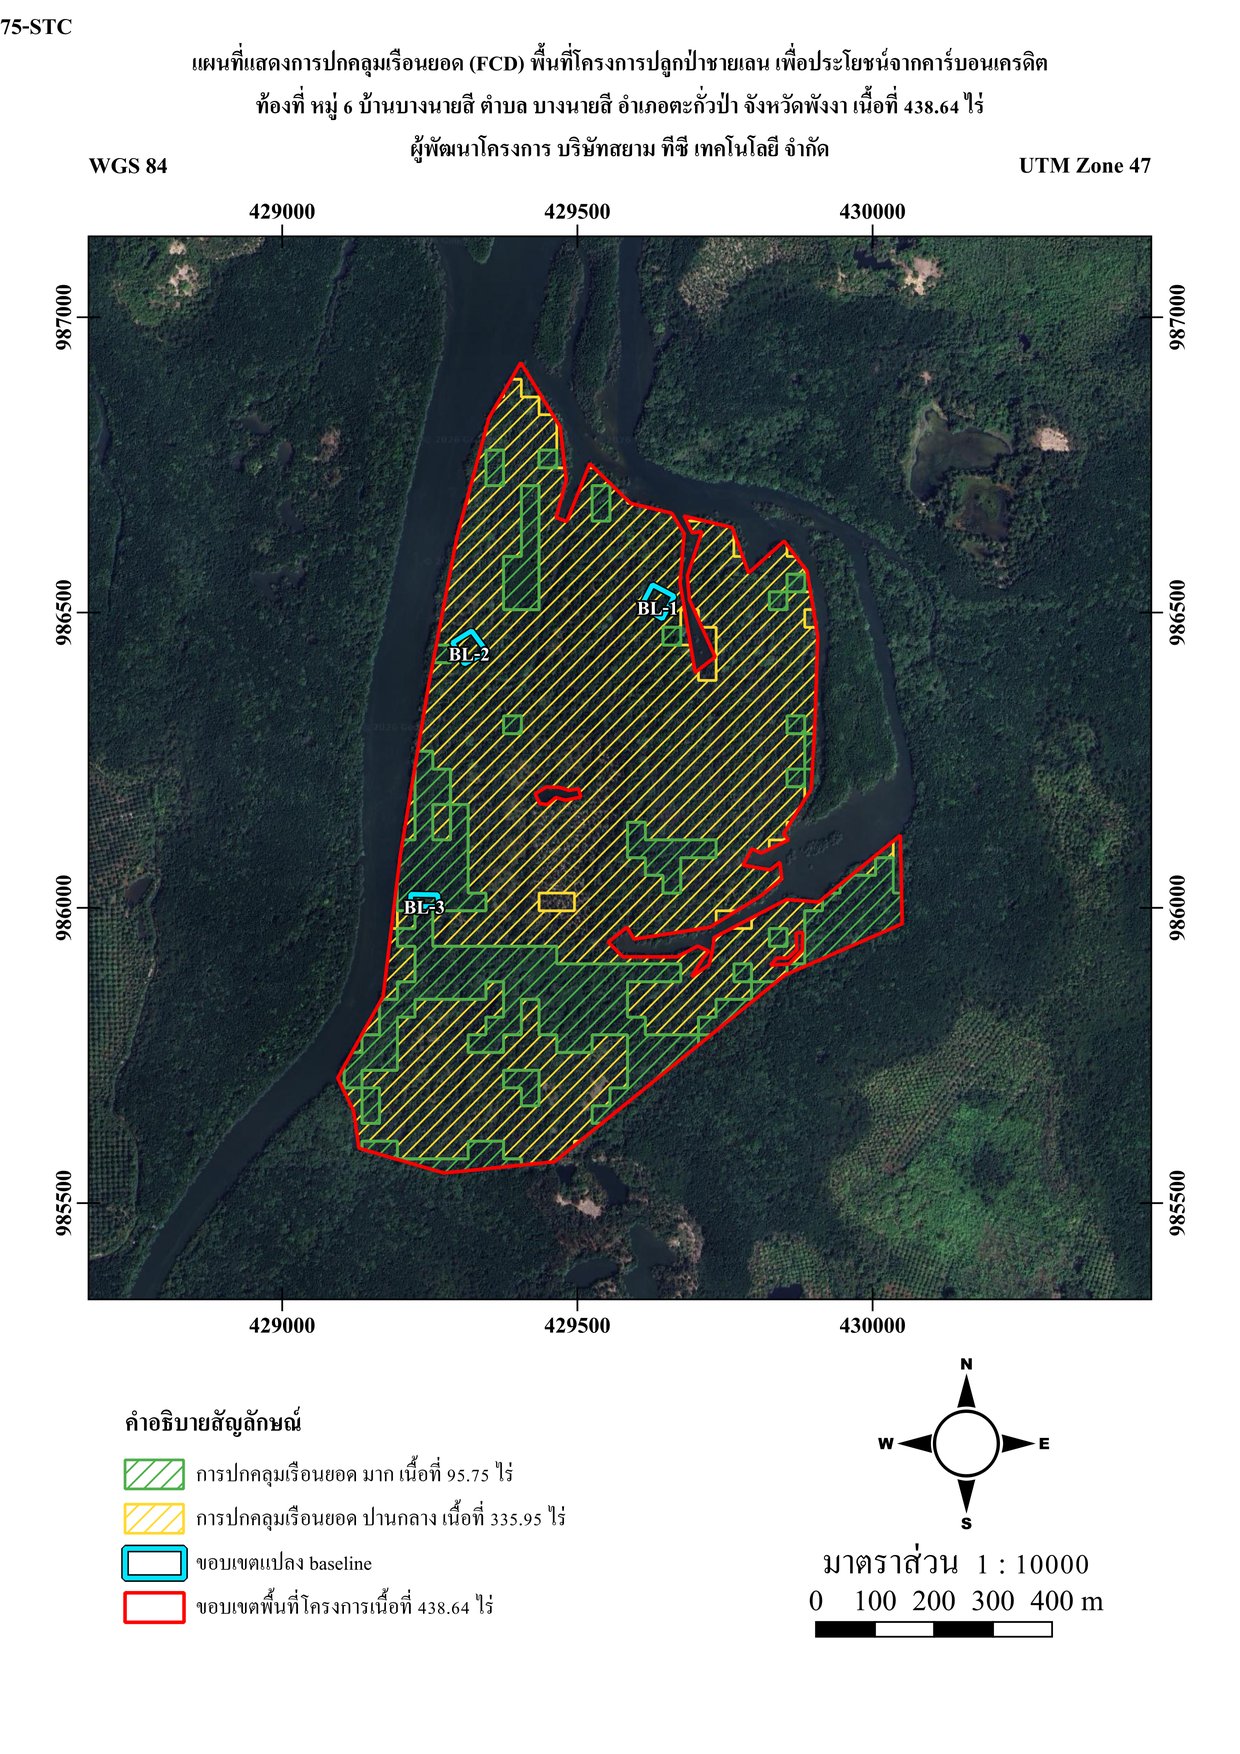 75-STC
แผนที่แสดงการปกคลุมเรือนยอด (FCD) พื้นที่โครงการปลูกป่าชายเลน เพื่อประโยชน์จากคาร์บอนเครดิต
ท้องที่ หมู่ 6 บ้านบางนายสี ตำบล บางนายสี อำเภอตะกั่วป่า จังหวัดพังงา เนื้อที่ 438.64 ไร่
ผู้พัฒนาโครงการ บริษัทสยาม ทีซี เทคโนโลยี จำกัด
WGS 84
UTM Zone 47
429000 429500 430000
987000 987000
986500 986500
BL-1
BL-2
986000 986000
BL-3
985500 985500
429000 429500 430000
N
W E
S
คำอธิบายสัญลักษณ์
การปกคลุมเรือนยอด มาก เนื้อที่ 95.75 ไร่
การปกคลุมเรือนยอด ปานกลาง เนื้อที่ 335.95 ไร่
ขอบเขตแปลง baseline
ขอบเขตพื้นที่โครงการเนื้อที่ 438.64 ไร่
มาตราส่วน 1 : 10000
0 100 200 300 400 m